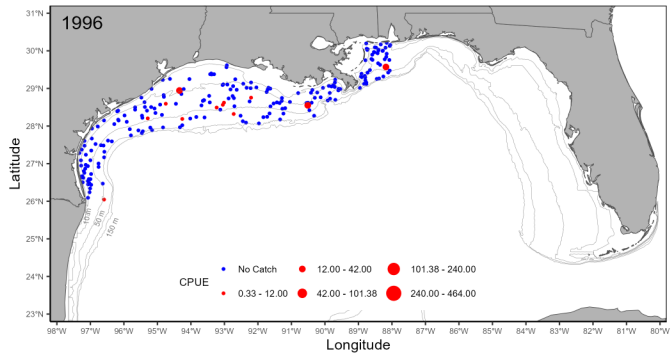 1996
31°N
30°N
29°N
28°N
27°N
26°N
25°N
24°N
23°N
Latitude
10 m
50 m
150 m
CPUE
No Catch
12.00 - 42.00
101.38 - 240.00
0.33 - 12.00
42.00 - 101.38
240.00 - 464.00
98°W 97°W 96°W 95°W 94°W 93°W 92°W 91°W 90°W 89°W 88°W 87°W 86°W 85°W 84°W 83°W 82°W 81°W 80°W
Longitude